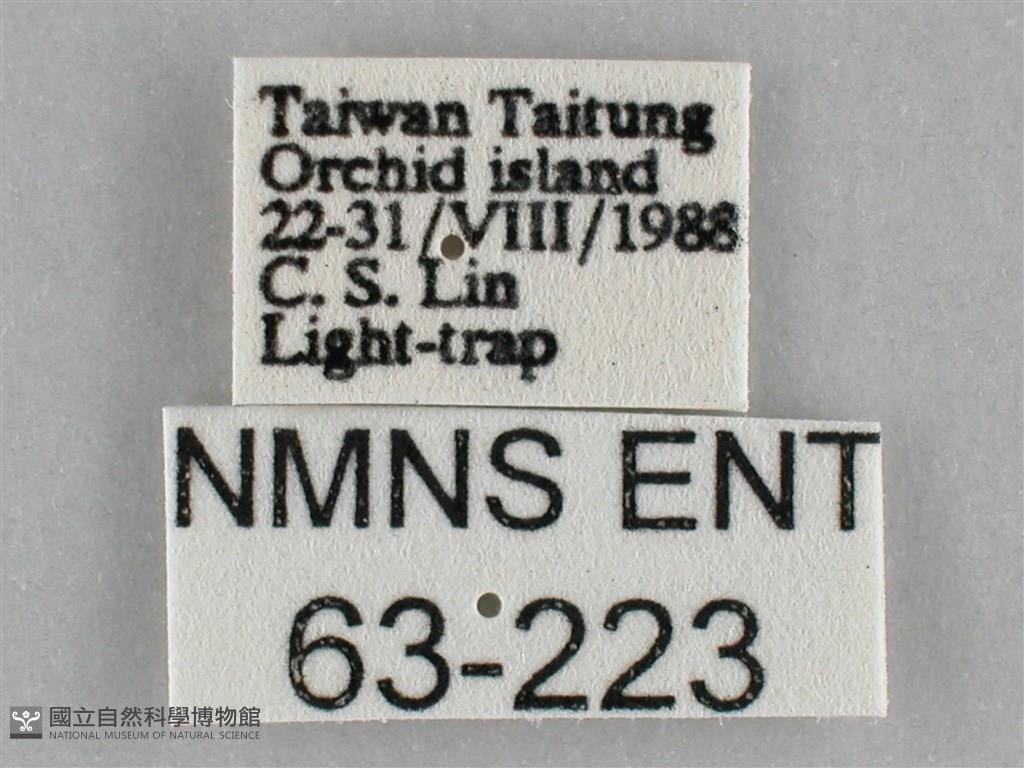 Taiwan Taitung
Orchid island
22-31/VIII/1988
C. S. Lin
Light-trap
NMNS ENT
63-223
國立自然科學博物館
NATIONAL MUSEUM OF NATURAL SCIENCE